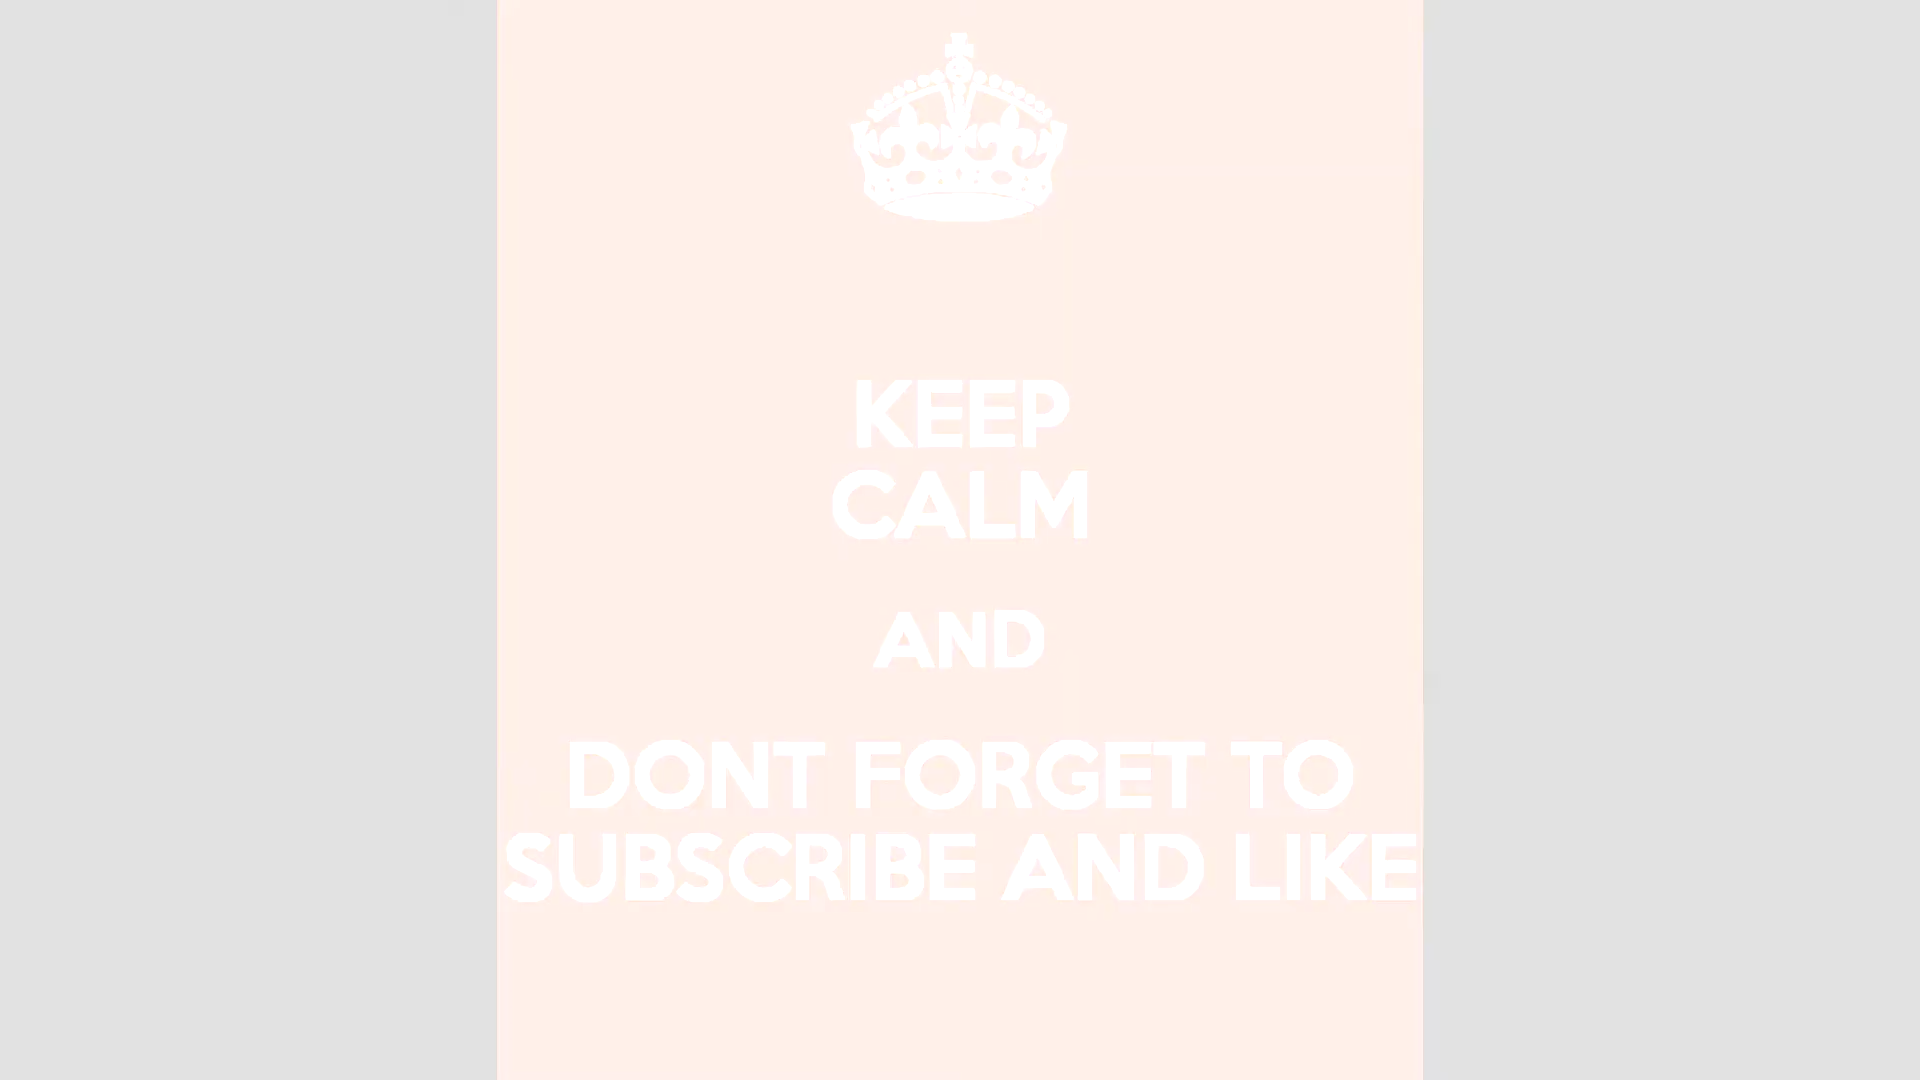 KEEP
CALM
AND
DONT FORGET TO
SUBSCRIBE AND LIKE